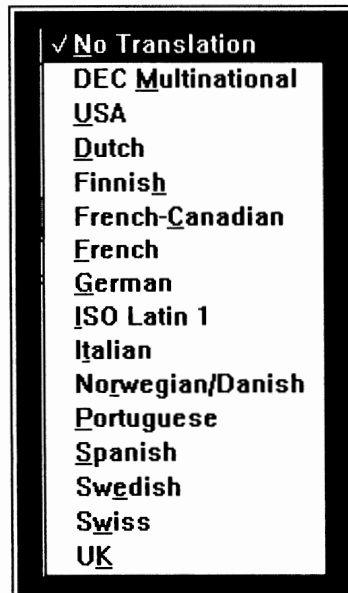 ✓ No Translation
DEC Multinational
USA
Dutch
Finnish
French-Canadian
French
German
ISO Latin 1
Italian
Norwegian/Danish
Portuguese
Spanish
Swedish
Swiss
UK